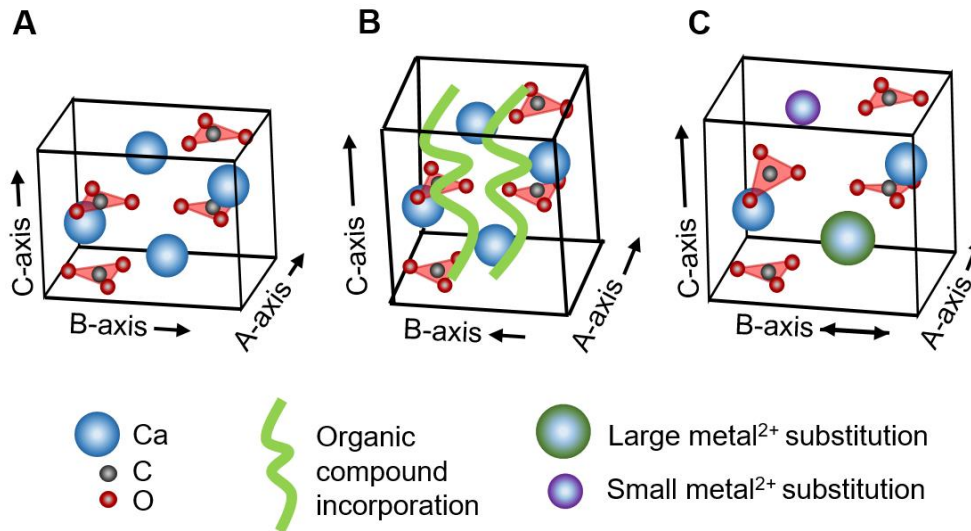 A
B
C
C-axis
B-axis
A-axis
C-axis
B-axis
A-axis
C-axis
B-axis
A-axis
Ca
C
O
Organic
compound
incorporation
Large metal²⁺ substitution
Small metal²⁺ substitution